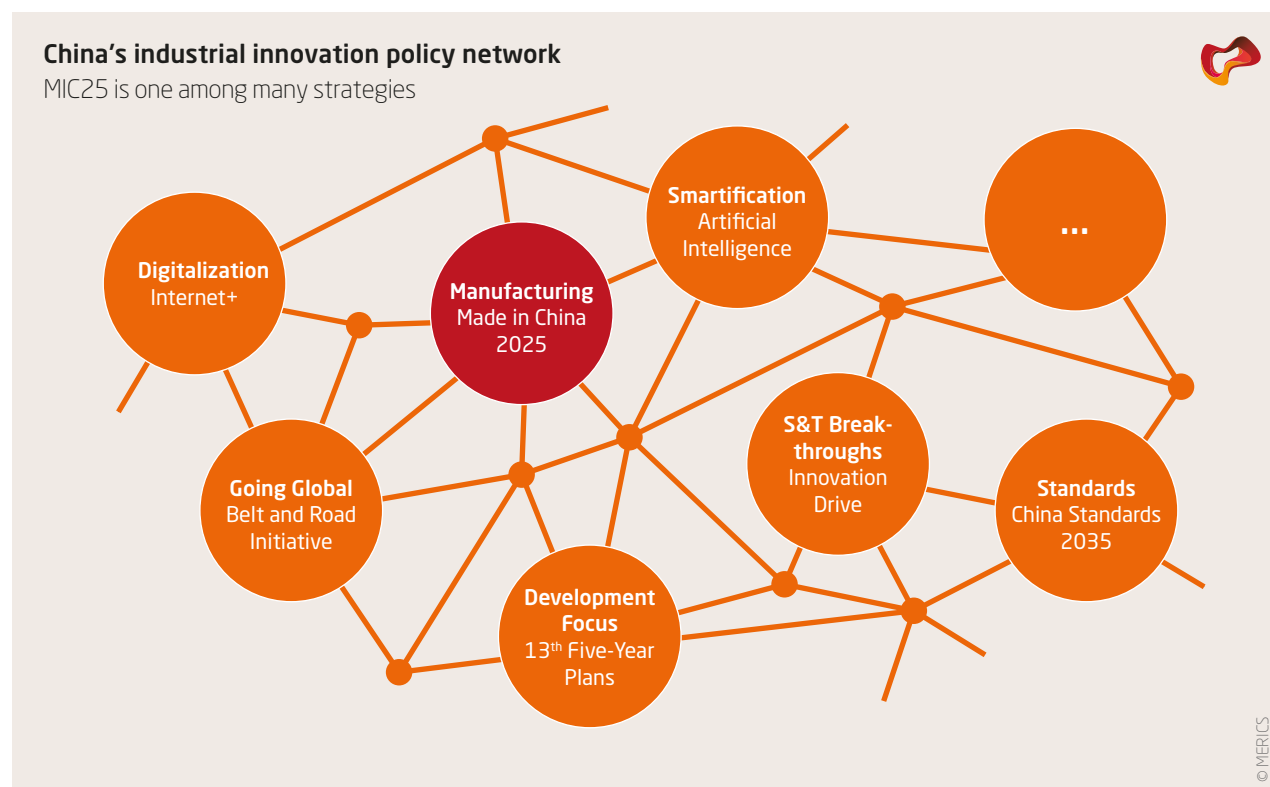 China's industrial innovation policy network
MIC25 is one among many strategies
Smartification
Artificial
Intelligence
...
Digitalization
Internet+
Manufacturing
Made in China
2025
S&T Break-
throughs
Innovation
Drive
Going Global
Belt and Road
Initiative
Standards
China Standards
2035
Development
Focus
13th Five-Year
Plans
© MERICS